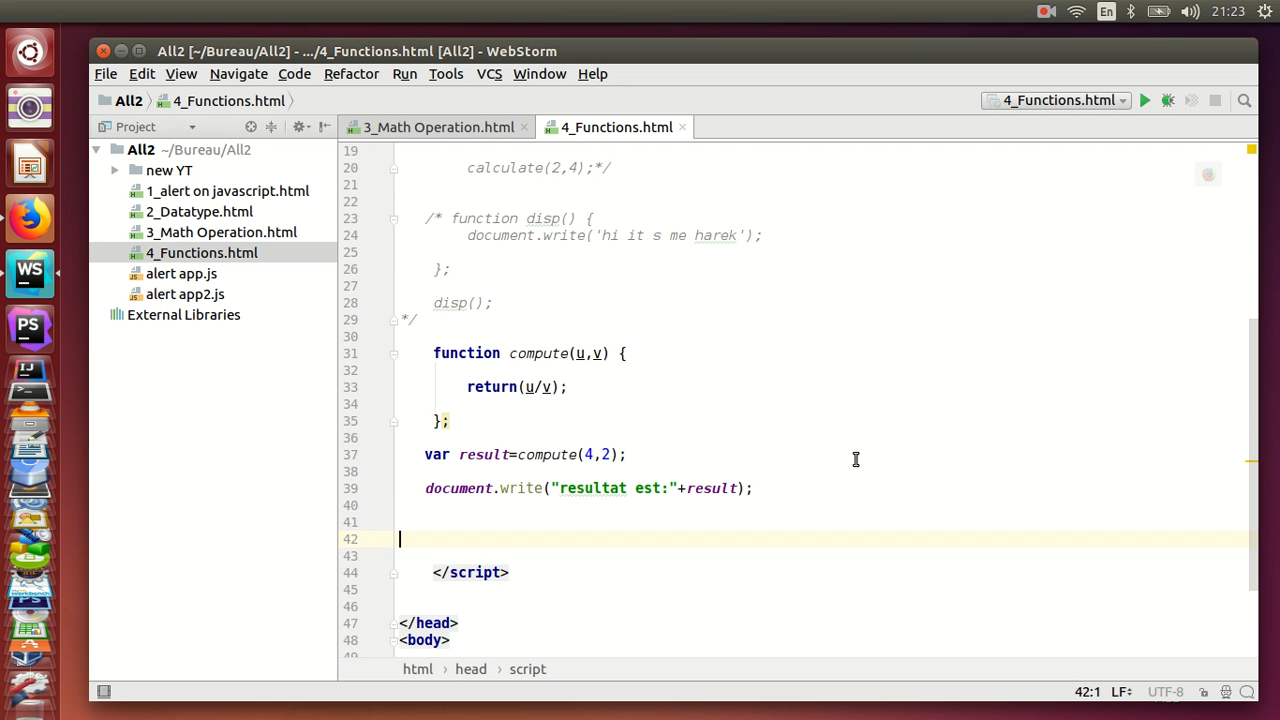 En 21:23
All2 [~/Bureau/All2] - .../4_Functions.html [All2] - WebStorm
File Edit View Navigate Code Refactor Run Tools VCS Window Help
All2 4_Functions.html 4_Functions.html
Project 3_Math Operation.html 4_Functions.html
All2 ~/Bureau/All2
new YT
1_alert on javascript.html
2_Datatype.html
3_Math Operation.html
4_Functions.html
alert app.js
alert app2.js
External Libraries
WS
PS
19
20 calculate(2,4);*/
21
22
23 /* function disp() {
24 document.write('hi it s me harek');
25
26 };
27
28 disp();
29 */
30
31 function compute(u,v) {
32
33 return(u/v);
34
35 };
36
37 var result=compute(4,2);
38
39 document.write("resultat est:"+result);
40
41
42
43
44 </script>
45
46
47 </head>
48 <body>
html › head › script
42:1 LF÷ UTF-8